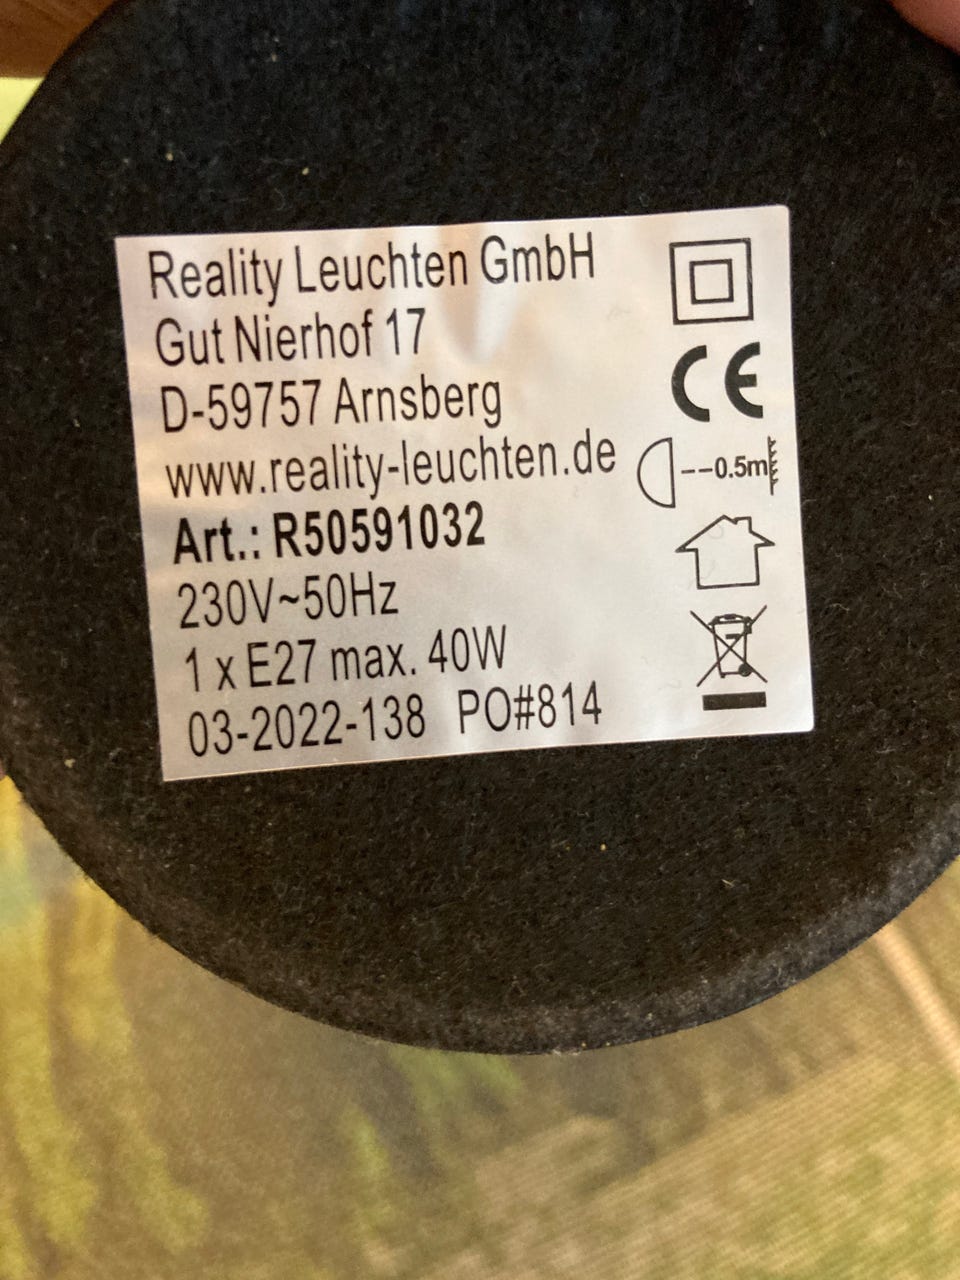 Reality Leuchten GmbH
Gut Nierhof 17
D-59757 Arnsberg
www.reality-leuchten.de
--0.5m
Art.: R50591032
230V~50Hz
1 x E27 max. 40W
03-2022-138 PO#814
CE